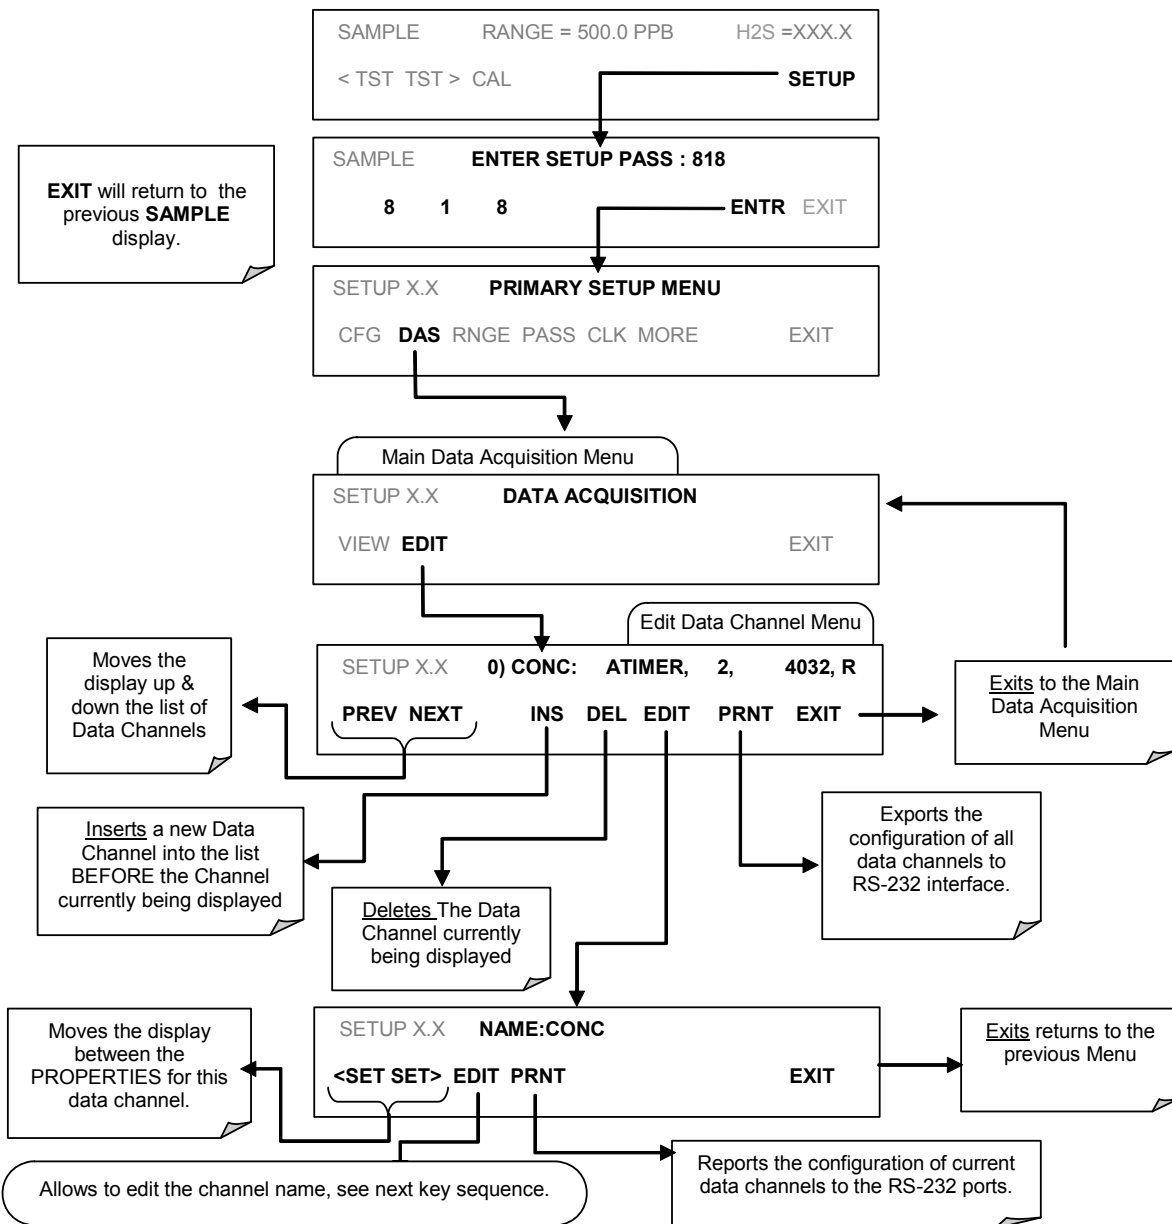 SAMPLE RANGE = 500.0 PPB H2S =XXX.X
< TST TST > CAL SETUP
SAMPLE ENTER SETUP PASS : 818
8 1 8 ENTR EXIT
EXIT will return to the
previous SAMPLE
display.
SETUP X.X PRIMARY SETUP MENU
CFG DAS RNGE PASS CLK MORE EXIT
Main Data Acquisition Menu
SETUP X.X DATA ACQUISITION
VIEW EDIT EXIT
Edit Data Channel Menu
SETUP X.X 0) CONC: ATIMER, 2, 4032, R
PREV NEXT INS DEL EDIT PRNT EXIT
Moves the
display up &
down the list of
Data Channels
Exits to the Main
Data Acquisition
Menu
Inserts a new Data
Channel into the list
BEFORE the Channel
currently being displayed
Deletes The Data
Channel currently
being displayed
Exports the
configuration of all
data channels to
RS-232 interface.
SETUP X.X NAME:CONC
<SET SET> EDIT PRNT EXIT
Moves the display
between the
PROPERTIES for this
data channel.
Exits returns to the
previous Menu
Allows to edit the channel name, see next key sequence.
Reports the configuration of current
data channels to the RS-232 ports.